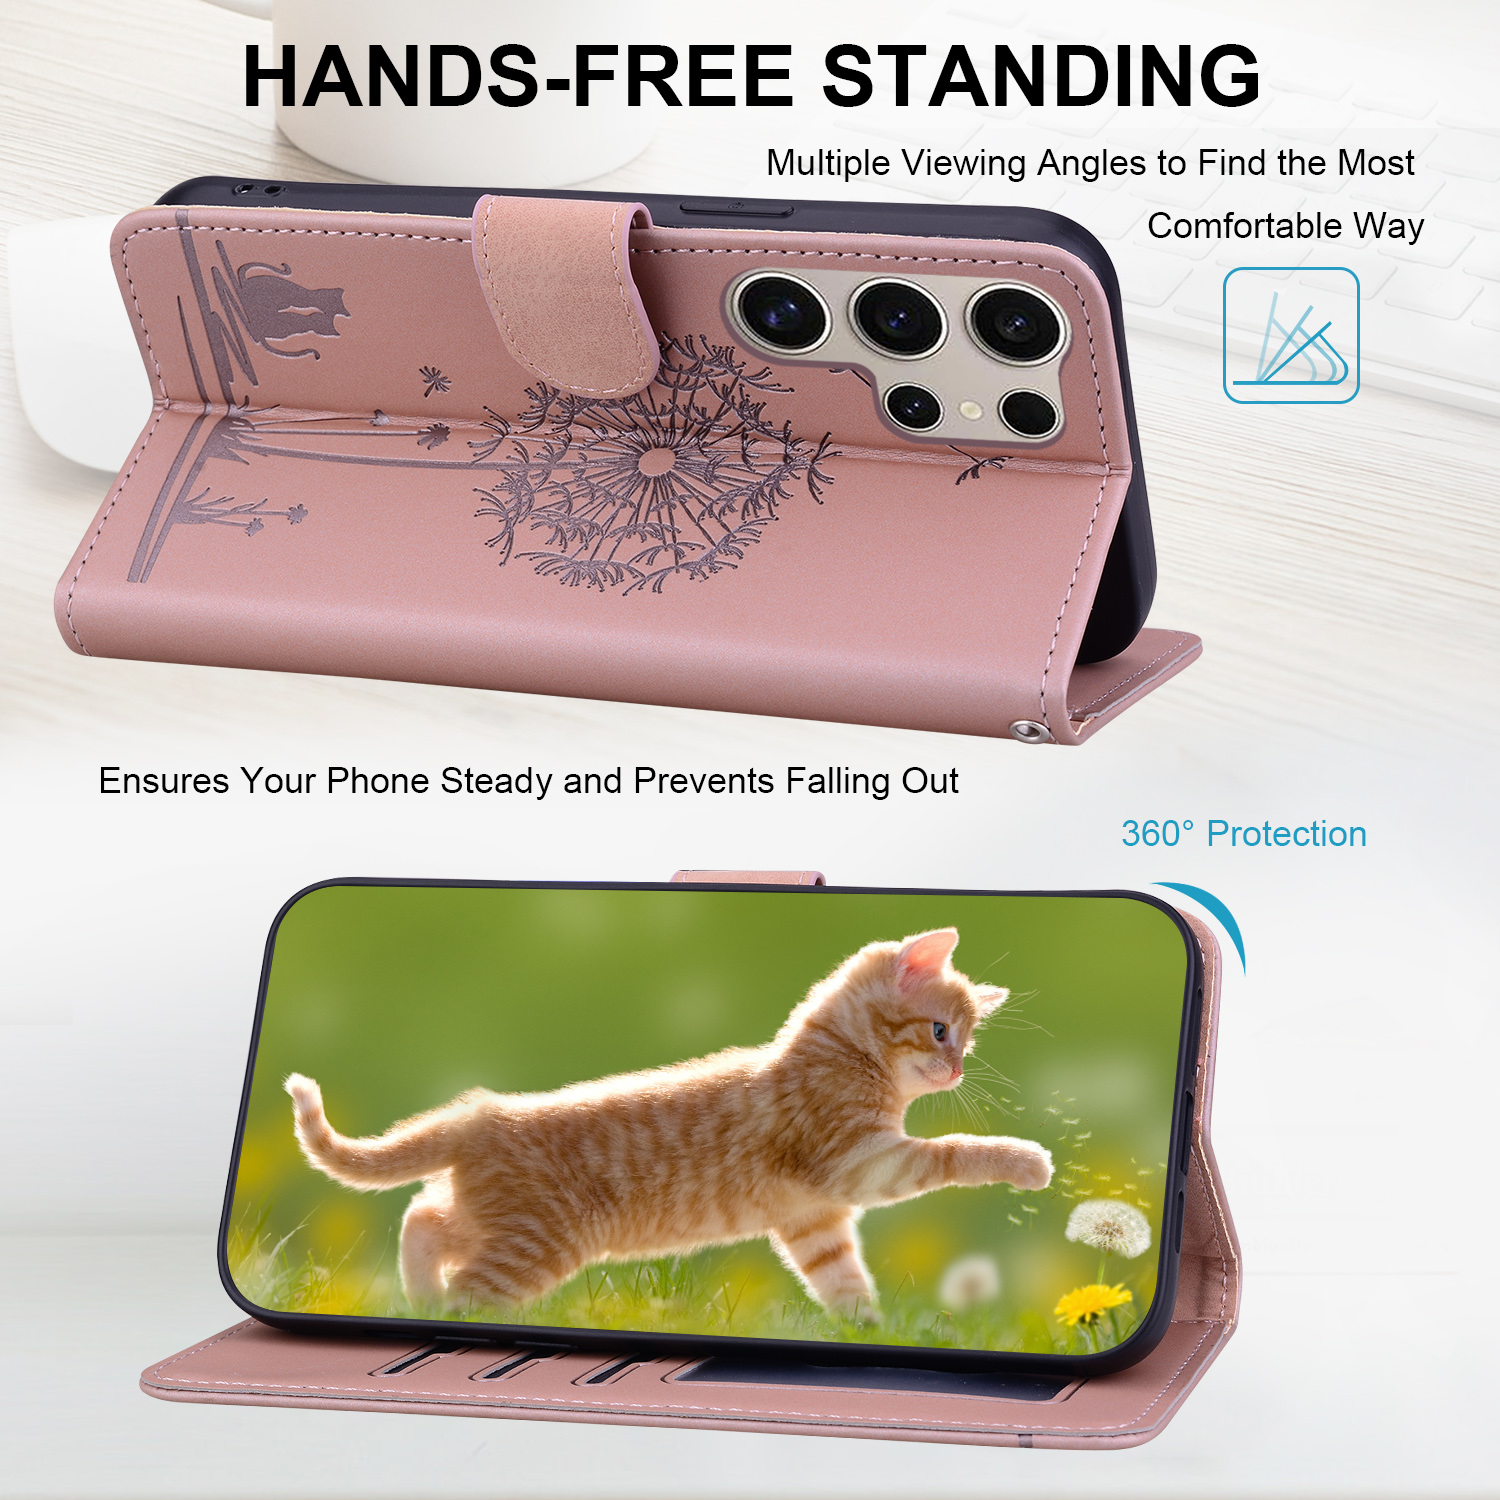 HANDS-FREE STANDING
Multiple Viewing Angles to Find the Most
Comfortable Way
Ensures Your Phone Steady and Prevents Falling Out
360° Protection